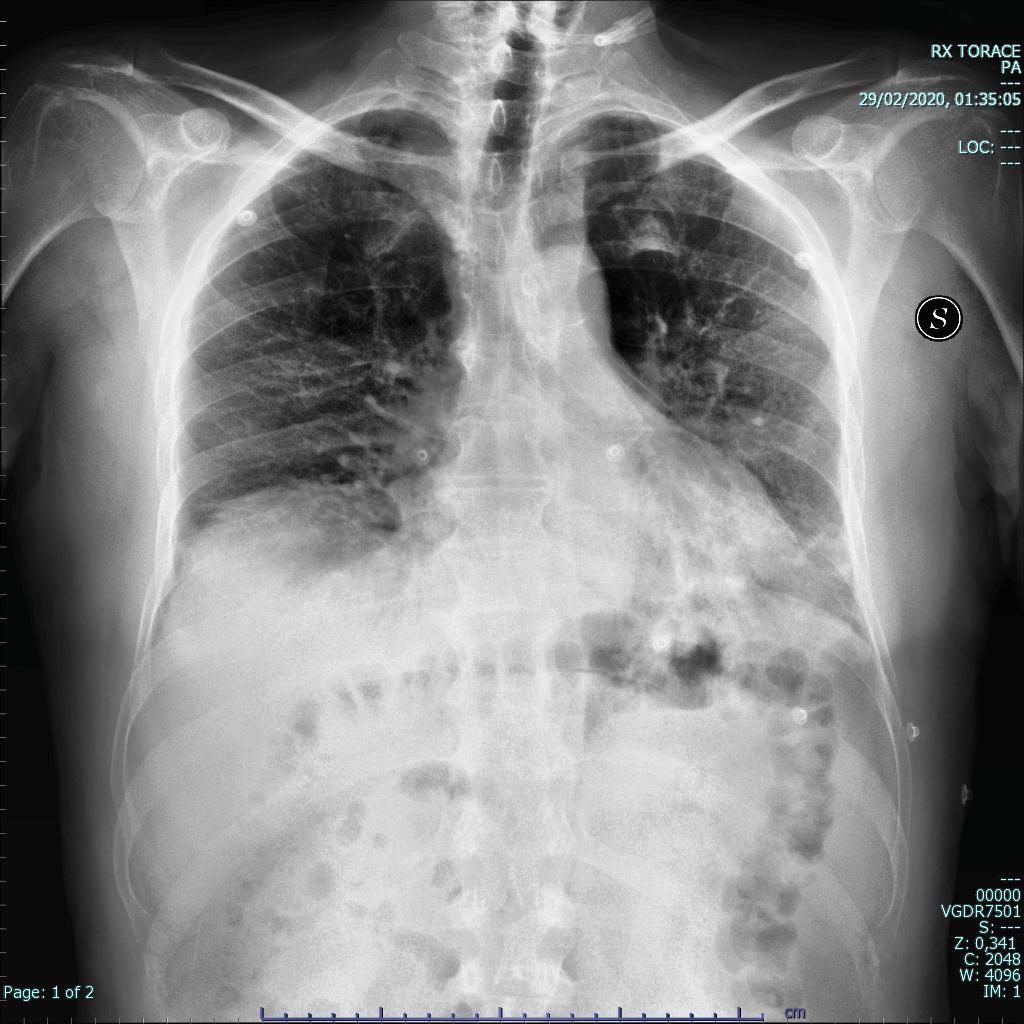 RX TORACE
PA
---
29/02/2020, 01:35:05
---
LOC: ---
---
S
---
00000
VGDR7501
S: ---
Z: 0,341
C: 2048
W: 4096
IM: 1
Page: 1 of 2
cm